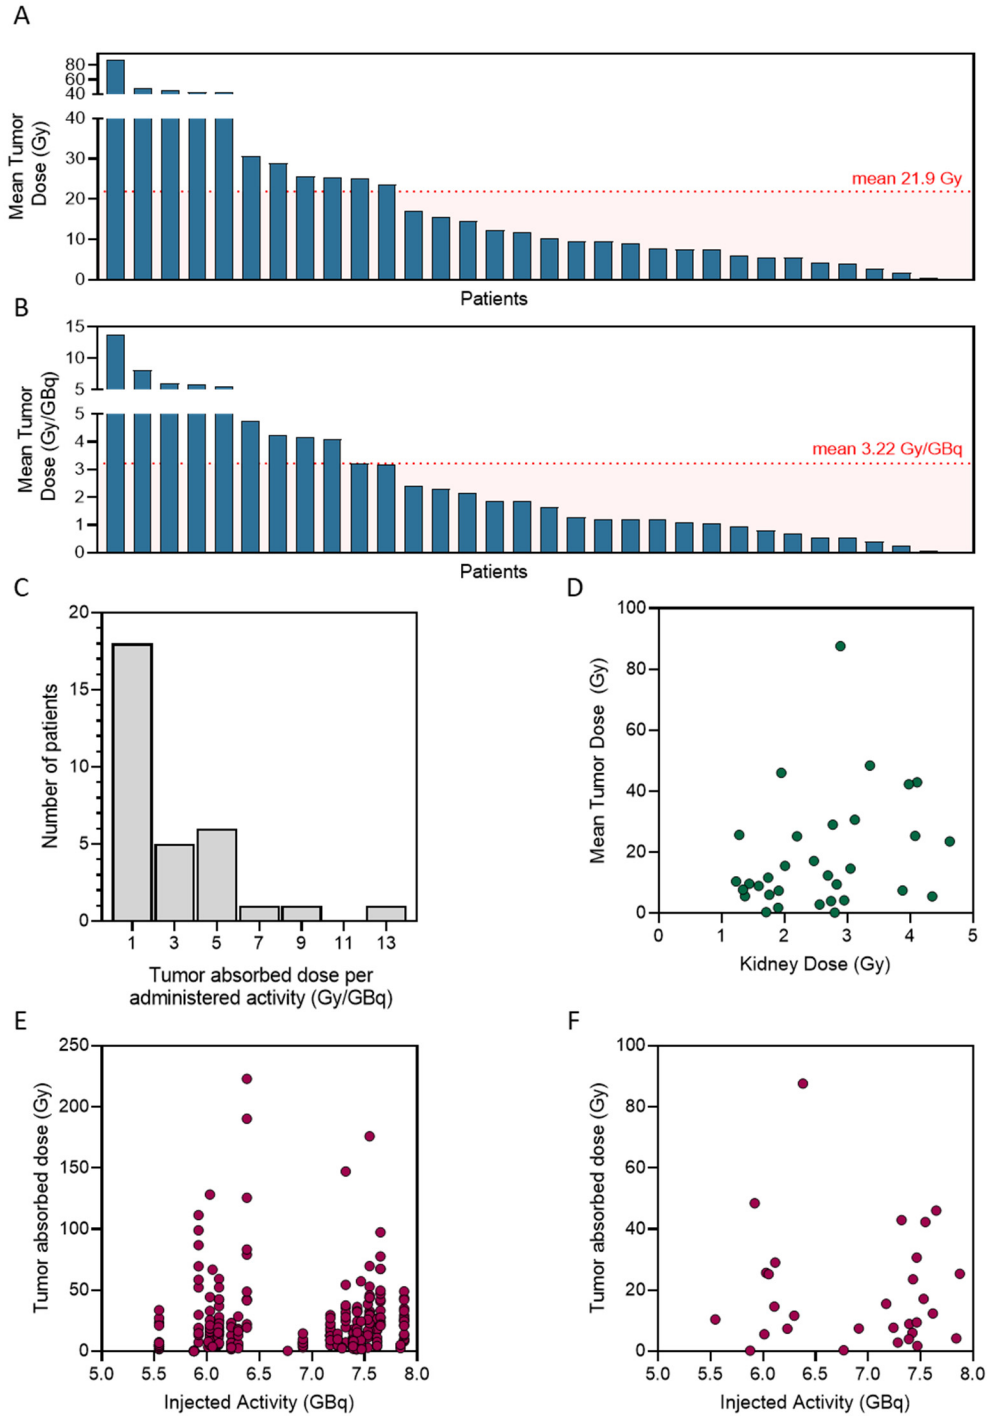 A
80
60
40
40
30
20
10
0
Mean Tumor
Dose (Gy)
mean 21.9 Gy
Patients
B
15
10
5
5
4
3
2
1
0
Mean Tumor
Dose (Gy/GBq)
mean 3.22 Gy/GBq
Patients
C
20
15
10
5
0
Number of patients
1 3 5 7 9 11 13
Tumor absorbed dose per
administered activity (Gy/GBq)
D
100
80
60
40
20
0
Mean Tumor Dose (Gy)
0 1 2 3 4 5
Kidney Dose (Gy)
E
250
200
150
100
50
0
Tumor absorbed dose (Gy)
5.0 5.5 6.0 6.5 7.0 7.5 8.0
Injected Activity (GBq)
F
100
80
60
40
20
0
Tumor absorbed dose (Gy)
5.0 5.5 6.0 6.5 7.0 7.5 8.0
Injected Activity (GBq)